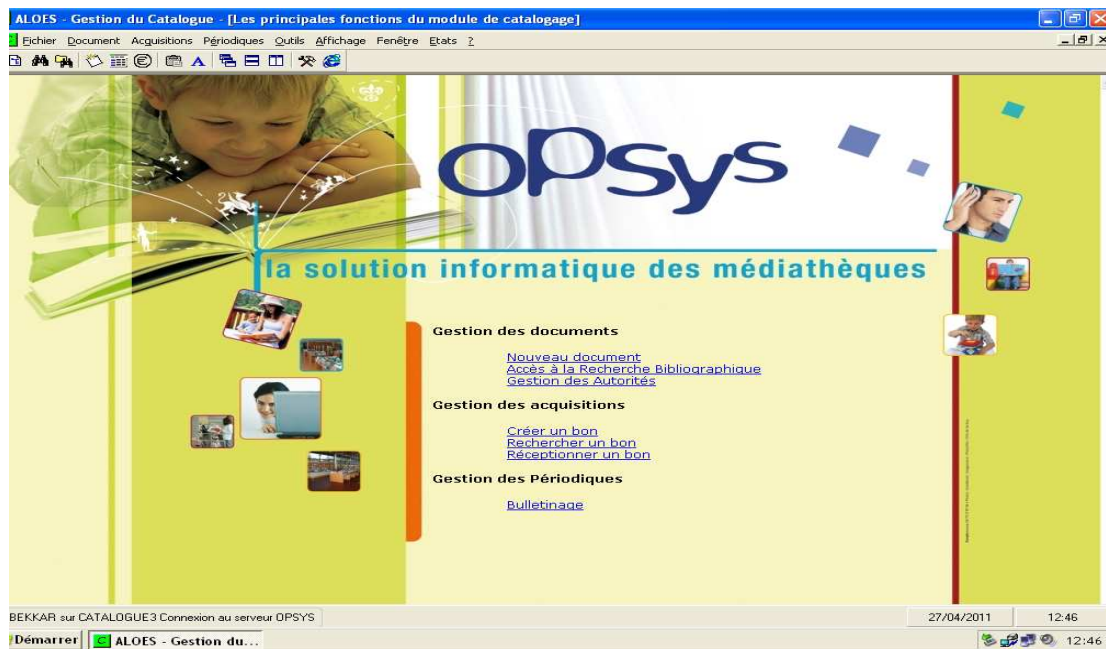 ALOES - Gestion du Catalogue - [Les principales fonctions du module de catalogage]
Fichier Document Acquisitions Périodiques Outils Affichage Fenêtre Etats ?
OPSYS
la solution informatique des médiathèques
Gestion des documents
Nouveau document
Accès à la Recherche Bibliographique
Gestion des Autorités
Gestion des acquisitions
Créer un bon
Rechercher un bon
Réceptionner un bon
Gestion des Périodiques
Bulletinage
BEKKAR sur CATALOGUE3 Connexion au serveur OPSYS 27/04/2011 12:46
Démarrer ALOES - Gestion du... 12:46